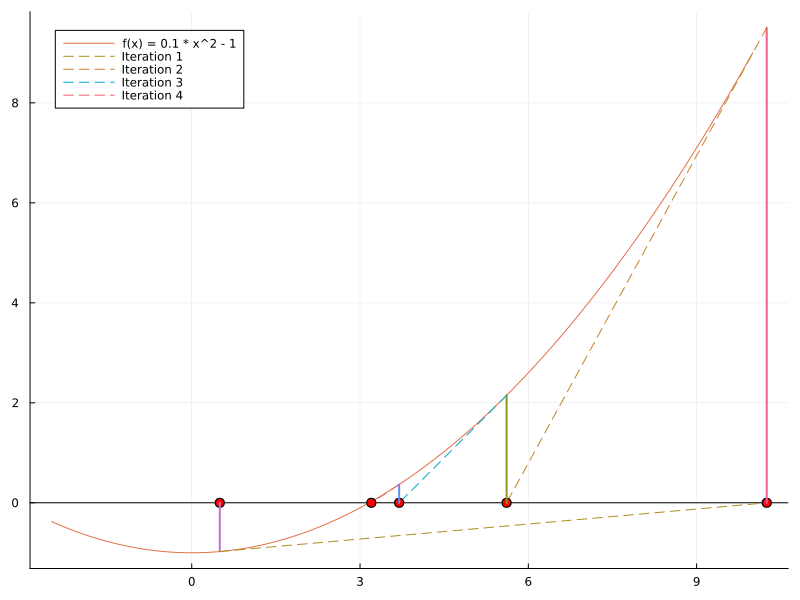 f(x) = 0.1 * x^2 - 1
Iteration 1
Iteration 2
Iteration 3
Iteration 4
8
6
4
2
0
0 3 6 9